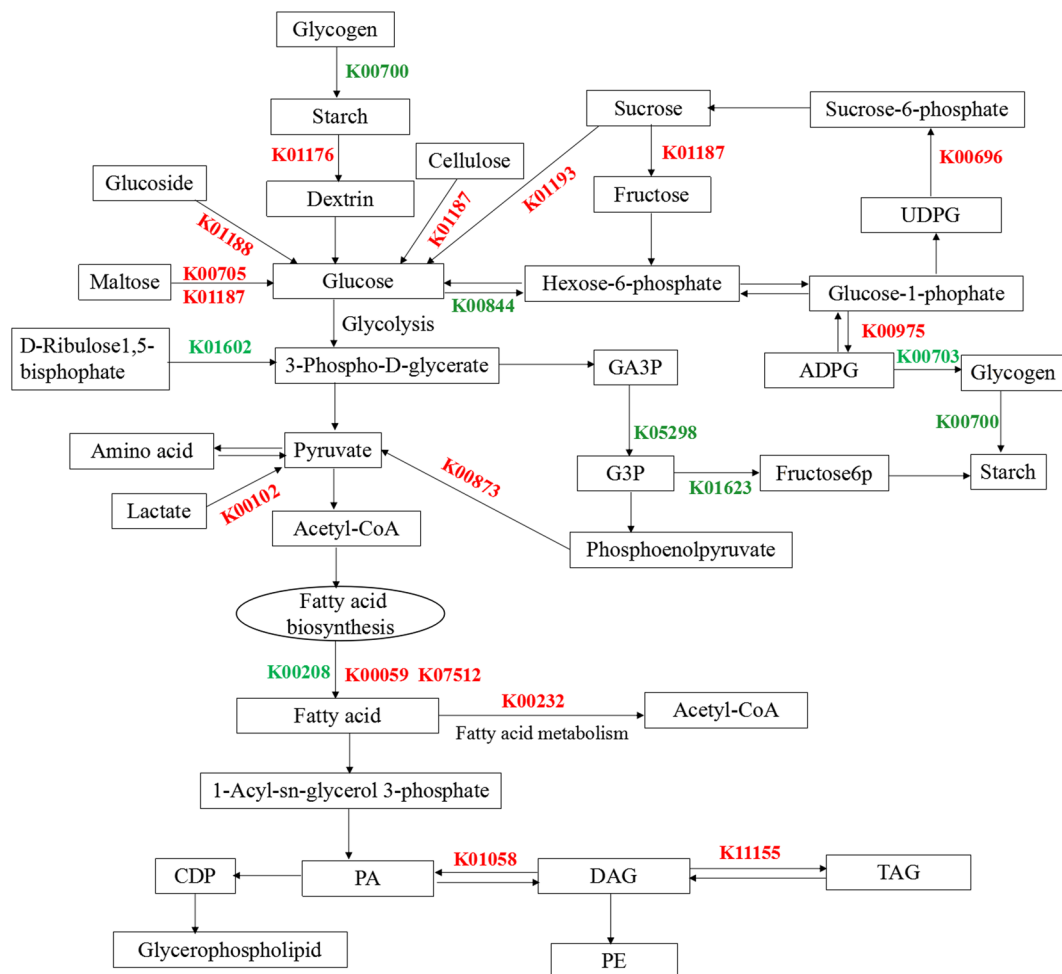 Glycogen
K00700
Starch
Sucrose
Sucrose-6-phosphate
K01176
Cellulose
K01187
K00696
Glucoside
Dextrin
K01193
Fructose
K01187
UDPG
K01188
Maltose
K00705
K01187
Glucose
K00844
Hexose-6-phosphate
Glucose-1-phophate
Glycolysis
K00975
D-Ribulose1,5-
bisphophate
K01602
3-Phospho-D-glycerate
GA3P
ADPG
K00703
Glycogen
K05298
K00700
Amino acid
Pyruvate
K00873
G3P
K01623
Fructose6p
Starch
Lactate
K00102
Acetyl-CoA
Phosphoenolpyruvate
Fatty acid
biosynthesis
K00208
K00059 K07512
Fatty acid
K00232
Fatty acid metabolism
Acetyl-CoA
1-Acyl-sn-glycerol 3-phosphate
CDP
PA
K01058
DAG
K11155
TAG
Glycerophospholipid
PE